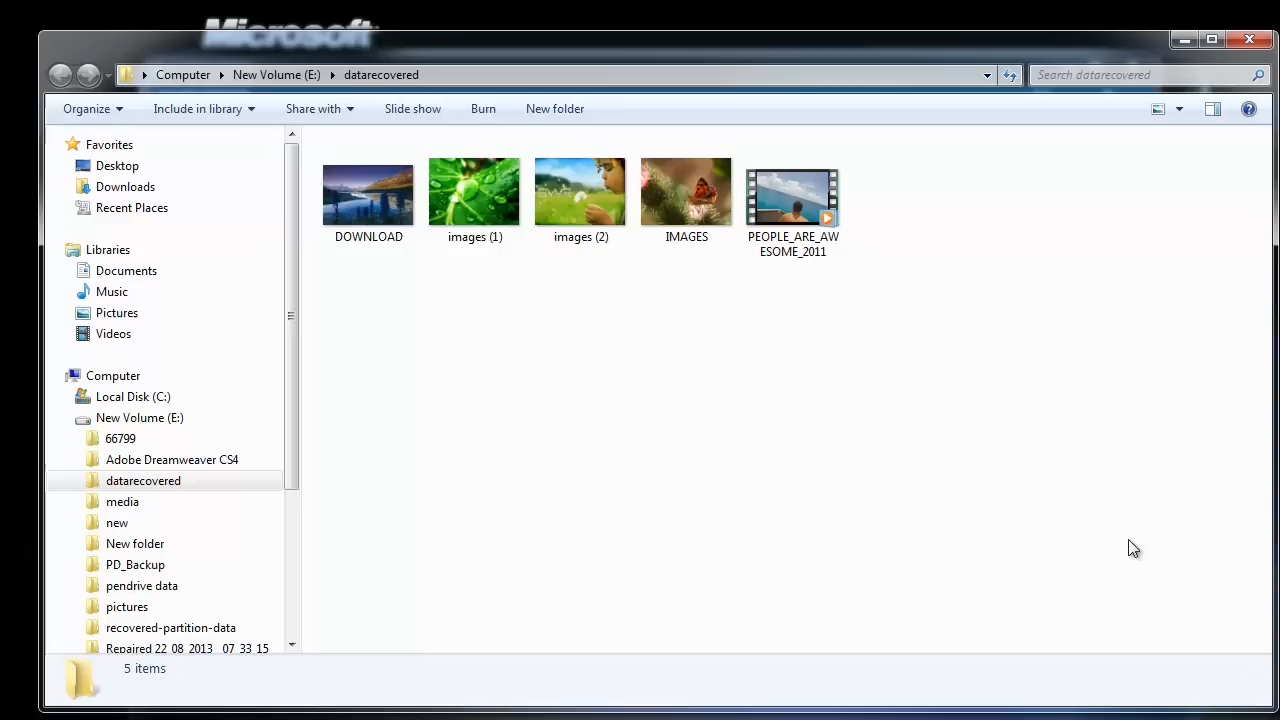 Microsoft
Computer New Volume (E:) datarecovered
Search datarecovered
Organize Include in library Share with Slide show Burn New folder
Favorites
Desktop
Downloads
Recent Places
Libraries
Documents
Music
Pictures
Videos
Computer
Local Disk (C:)
New Volume (E:)
66799
Adobe Dreamweaver CS4
datarecovered
media
new
New folder
PD_Backup
pendrive data
pictures
recovered-partition-data
Repaired 22 08 2013 07 33 15
DOWNLOAD
images (1)
images (2)
IMAGES
PEOPLE_ARE_AW
ESOME_2011
5 items